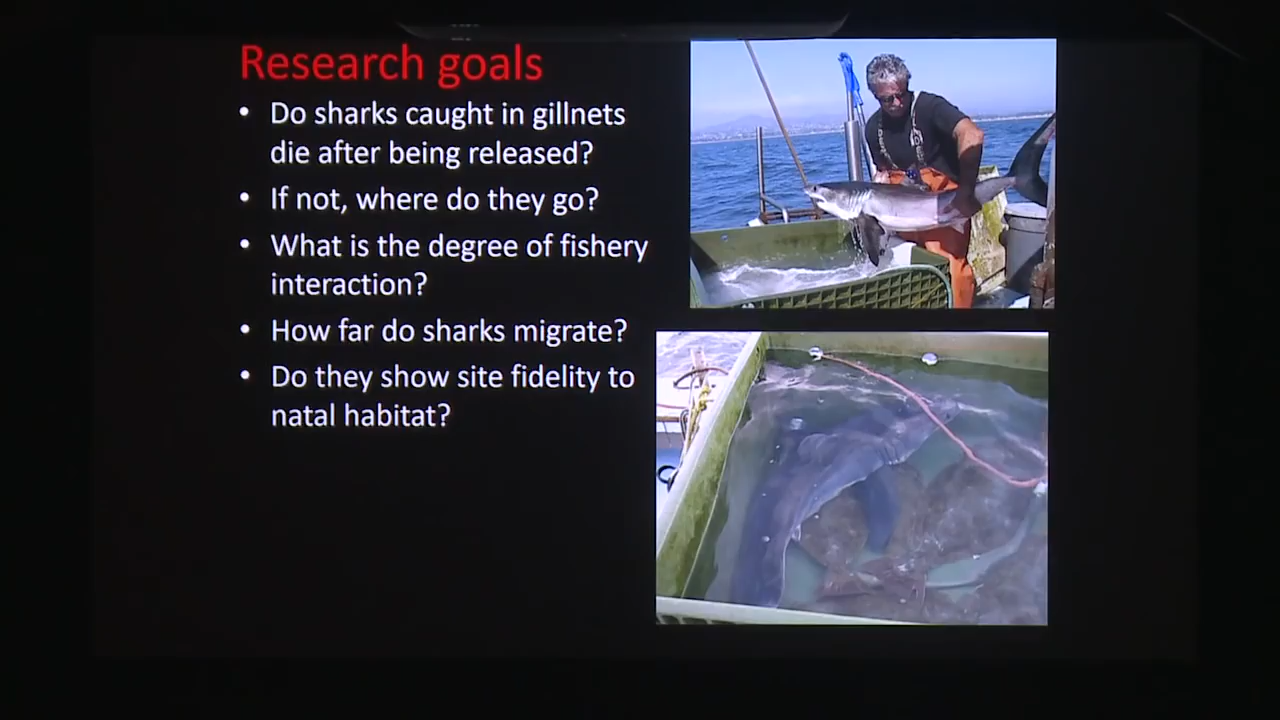 Research goals
• Do sharks caught in gillnets
die after being released?
• If not, where do they go?
• What is the degree of fishery
interaction?
• How far do sharks migrate?
• Do they show site fidelity to
natal habitat?